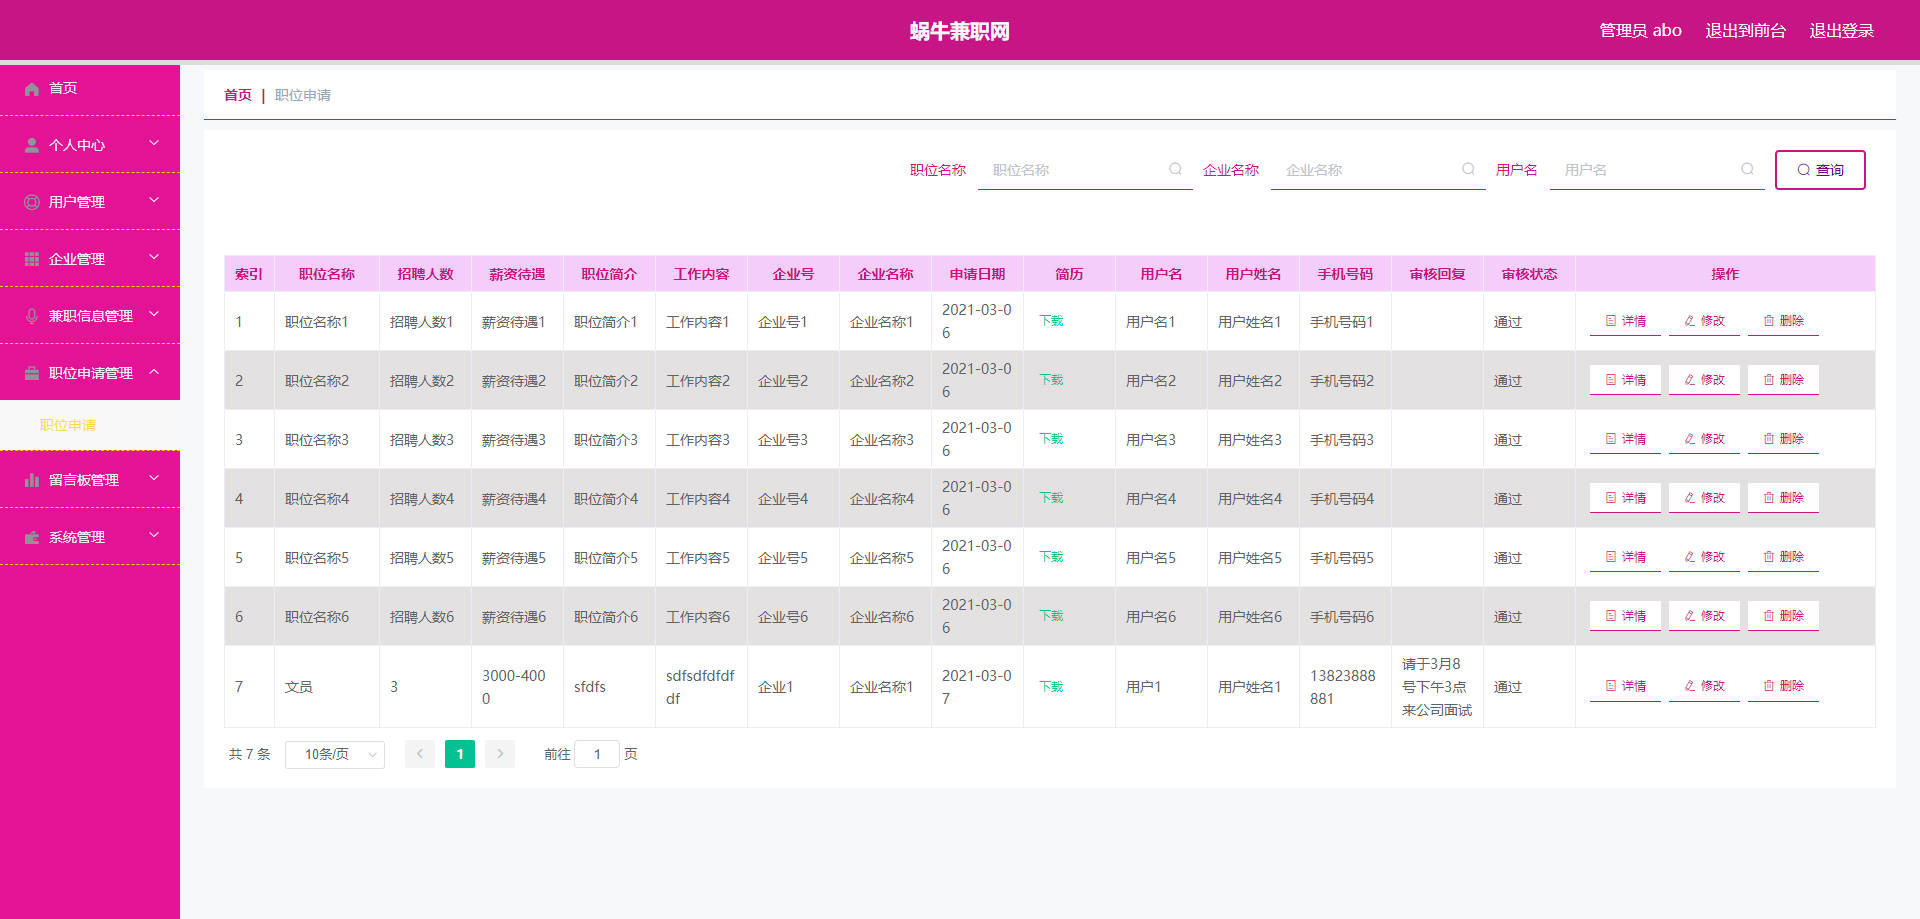 蜗牛兼职网
管理员 abo 退出到前台 退出登录
首页
个人中心
用户管理
企业管理
兼职信息管理
职位申请管理
职位申请
留言板管理
系统管理
首页 | 职位申请
职位名称 职位名称 企业名称 企业名称 用户名 用户名 查询
索引 职位名称 招聘人数 薪资待遇 职位简介 工作内容 企业号 企业名称 申请日期 简历 用户名 用户姓名 手机号码 审核回复 审核状态 操作
1 职位名称1 招聘人数1 薪资待遇1 职位简介1 工作内容1 企业号1 企业名称1 2021-03-06 下载 用户名1 用户姓名1 手机号码1 通过 详情 修改 删除
2 职位名称2 招聘人数2 薪资待遇2 职位简介2 工作内容2 企业号2 企业名称2 2021-03-06 下载 用户名2 用户姓名2 手机号码2 通过 详情 修改 删除
3 职位名称3 招聘人数3 薪资待遇3 职位简介3 工作内容3 企业号3 企业名称3 2021-03-06 下载 用户名3 用户姓名3 手机号码3 通过 详情 修改 删除
4 职位名称4 招聘人数4 薪资待遇4 职位简介4 工作内容4 企业号4 企业名称4 2021-03-06 下载 用户名4 用户姓名4 手机号码4 通过 详情 修改 删除
5 职位名称5 招聘人数5 薪资待遇5 职位简介5 工作内容5 企业号5 企业名称5 2021-03-06 下载 用户名5 用户姓名5 手机号码5 通过 详情 修改 删除
6 职位名称6 招聘人数6 薪资待遇6 职位简介6 工作内容6 企业号6 企业名称6 2021-03-06 下载 用户名6 用户姓名6 手机号码6 通过 详情 修改 删除
7 文员 3 3000-4000 sfdfs sdfsdfdfdfdf 企业1 企业名称1 2021-03-07 下载 用户1 用户姓名1 13823888881 请于3月8号下午3点来公司面试 通过 详情 修改 删除
共 7 条 10条/页 1 前往 1 页